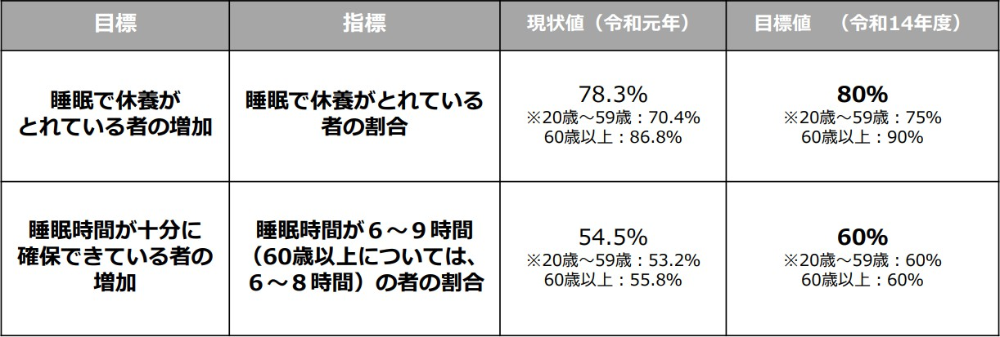 目標
指標
現状値（令和元年）
目標値　（令和14年度）
睡眠で休養が
とれている者の増加
睡眠で休養がとれている
者の割合
78.3%
※20歳～59歳：70.4%
60歳以上：86.8%
80%
※20歳～59歳：75%
60歳以上：90%
睡眠時間が十分に
確保できている者の
増加
睡眠時間が６～９時間
（60歳以上については、
６～８時間）の者の割合
54.5%
※20歳～59歳：53.2%
60歳以上：55.8%
60%
※20歳～59歳：60%
60歳以上：60%